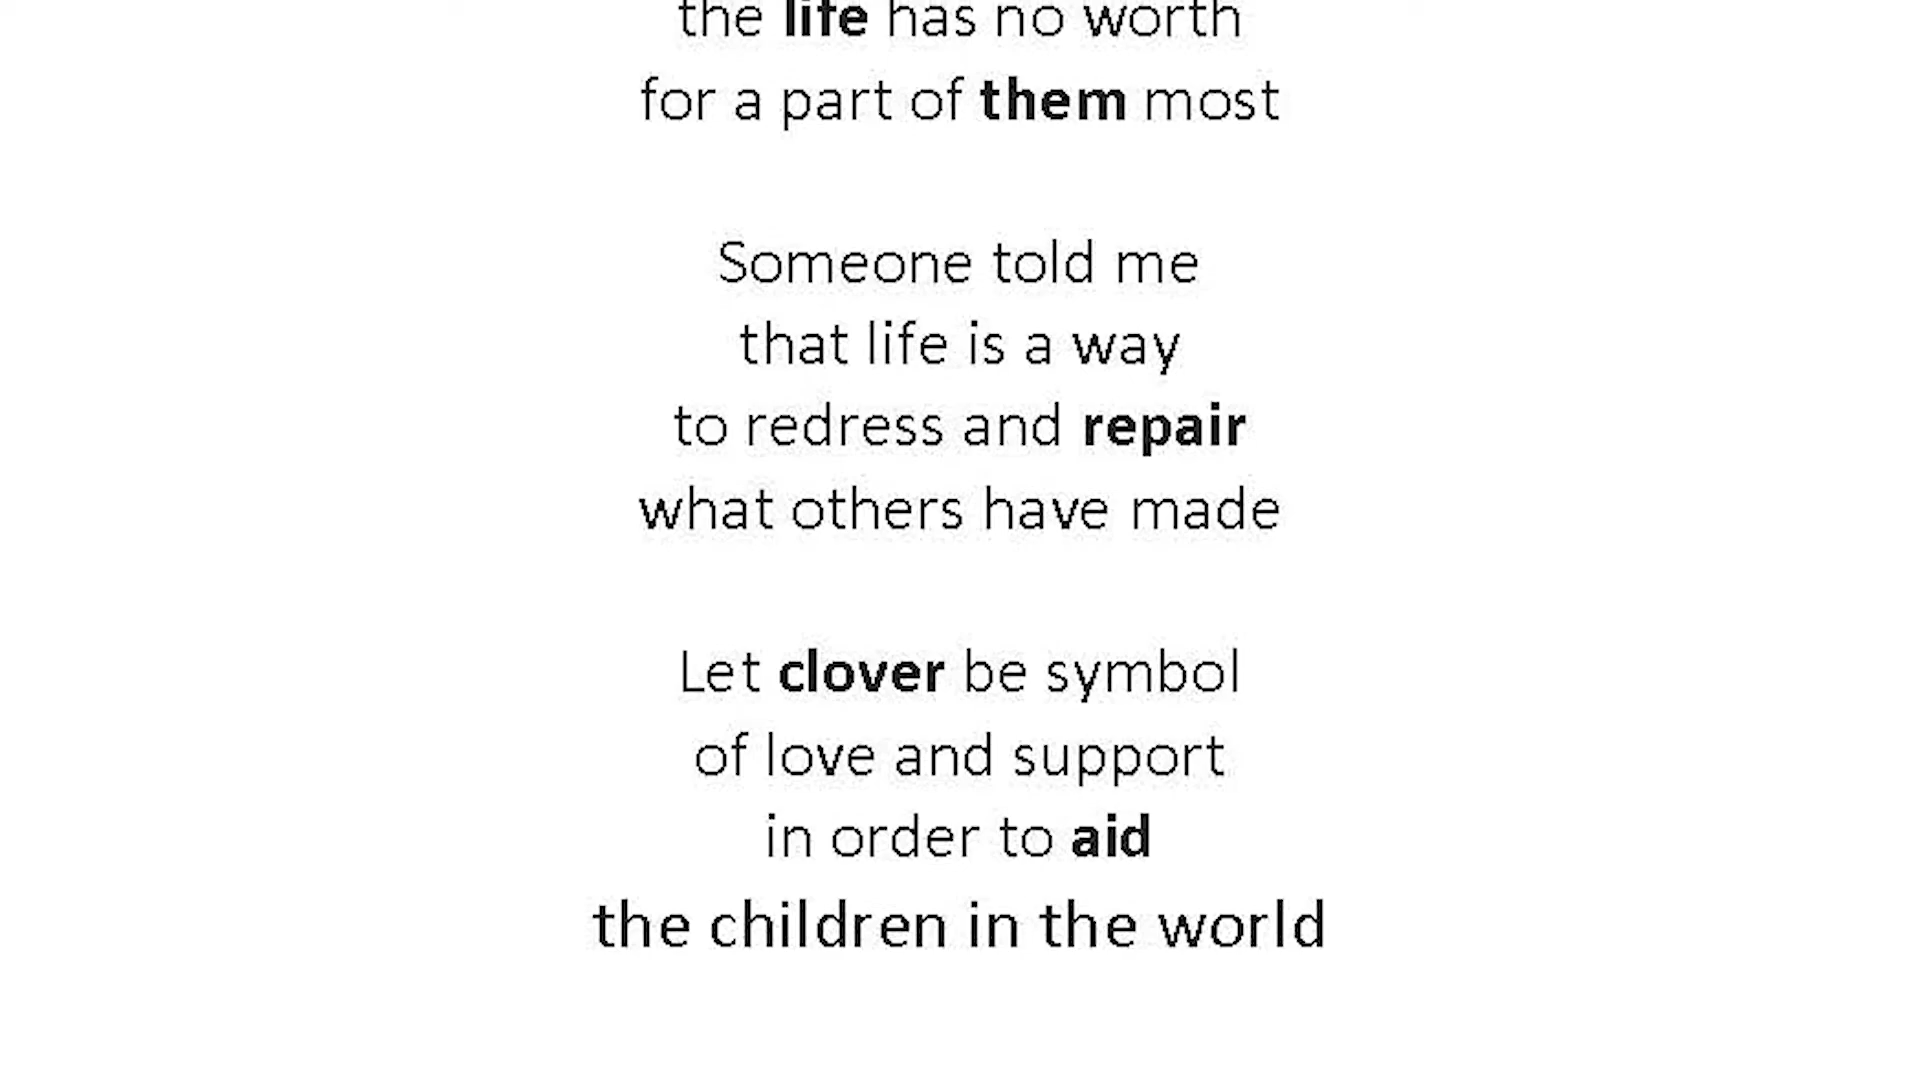 the life has no worth
for a part of them most
Someone told me
that life is a way
to redress and repair
what others have made
Let clover be symbol
of love and support
in order to aid
the children in the world